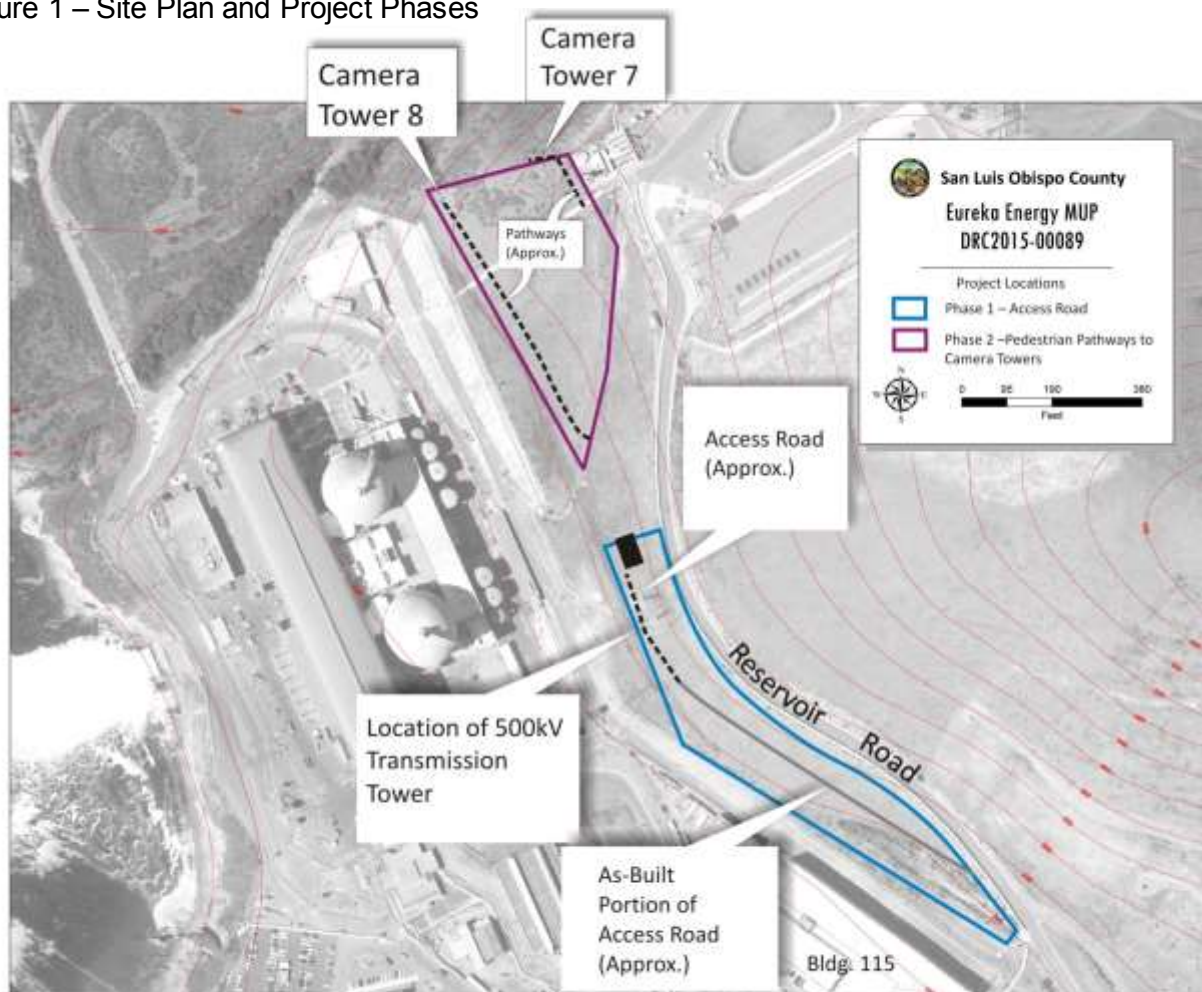 ure 1 – Site Plan and Project Phases
Camera
Tower 7
Camera
Tower 8
San Luis Obispo County
Eureka Energy MUP
DRC2015-00089
Project Locations
Phase 1 – Access Road
Phase 2 –Pedestrian Pathways to
Camera Towers
N
W E
S
0 95 190 380
Feet
Pathways
(Approx.)
Access Road
(Approx.)
Reservoir Road
Location of 500kV
Transmission
Tower
As-Built
Portion of
Access Road
(Approx.)
Bldg. 115